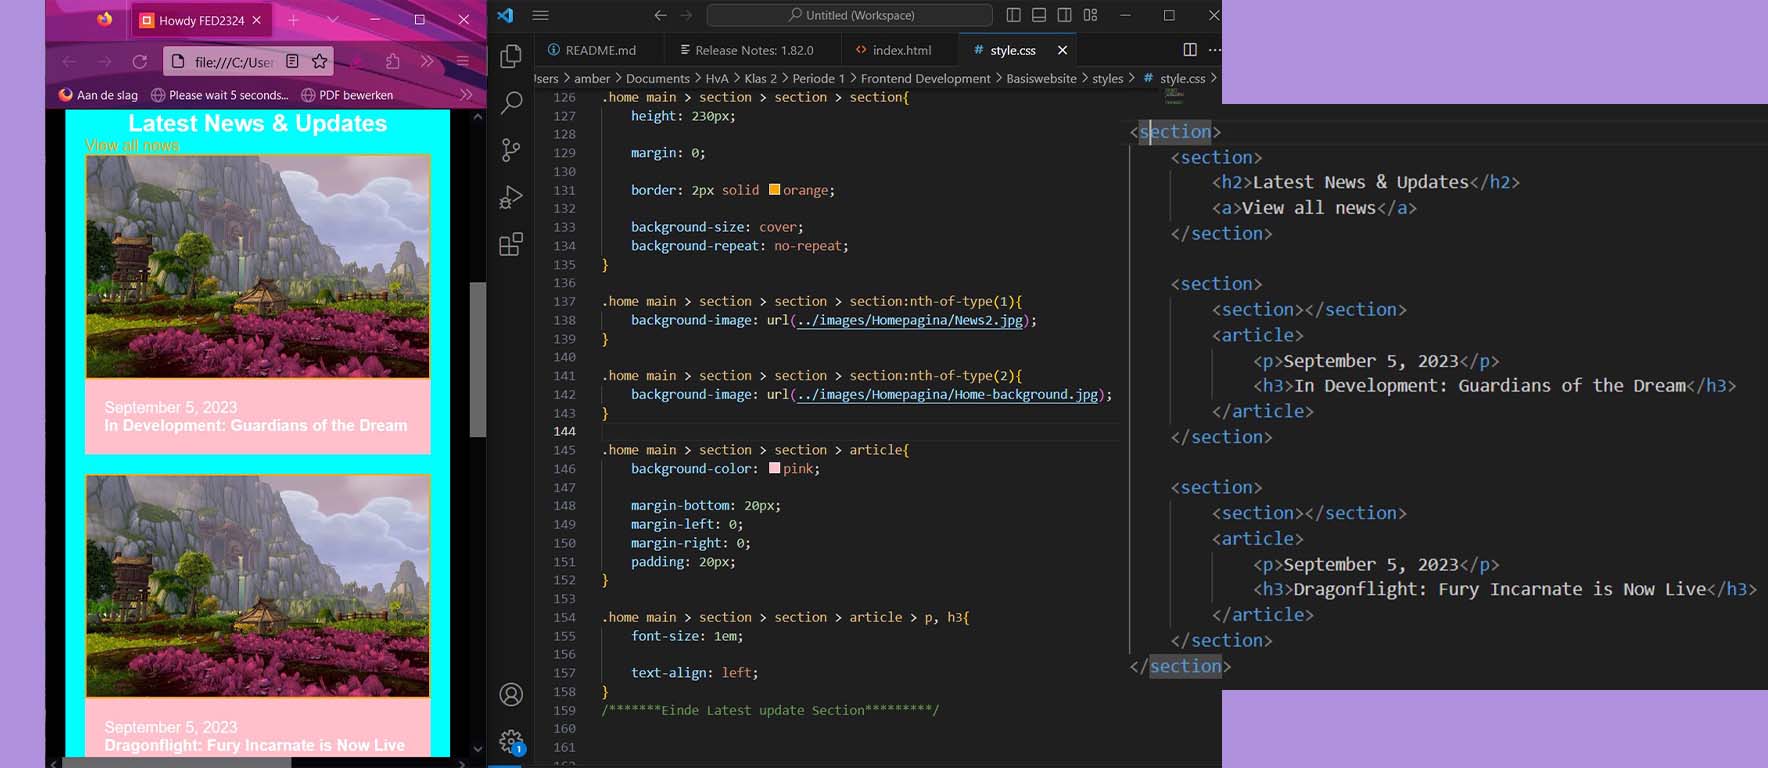 Howdy FED2324
file:///C:/User
Aan de slag
Please wait 5 seconds...
PDF bewerken
Latest News & Updates
View all news
September 5, 2023
In Development: Guardians of the Dream
September 5, 2023
Dragonflight: Fury Incarnate is Now Live
Untitled (Workspace)
README.md
Release Notes: 1.82.0
index.html
style.css
amber > Documents > HvA > Klas 2 > Periode 1 > Frontend Development > Basiswebsite > styles > # style.css >
126 .home main > section > section > section{
127 height: 230px;
128
129 margin: 0;
130
131 border: 2px solid orange;
132
133 background-size: cover;
134 background-repeat: no-repeat;
135 }
136
137 .home main > section > section > section:nth-of-type(1){
138 background-image: url(../images/Homepagina/News2.jpg);
139 }
140
141 .home main > section > section > section:nth-of-type(2){
142 background-image: url(../images/Homepagina/Home-background.jpg);
143 }
144
145 .home main > section > section > article{
146 background-color: pink;
147
148 margin-bottom: 20px;
149 margin-left: 0;
150 margin-right: 0;
151 padding: 20px;
152 }
153
154 .home main > section > section > article > p, h3{
155 font-size: 1em;
156
157 text-align: left;
158 }
159 /*******Einde Latest update Section*********/
160
161
1
<section>
<section>
<h2>Latest News & Updates</h2>
<a>View all news</a>
</section>
<section>
<section></section>
<article>
<p>September 5, 2023</p>
<h3>In Development: Guardians of the Dream</h3>
</article>
</section>
<section>
<section></section>
<article>
<p>September 5, 2023</p>
<h3>Dragonflight: Fury Incarnate is Now Live</h3>
</article>
</section>
</section>